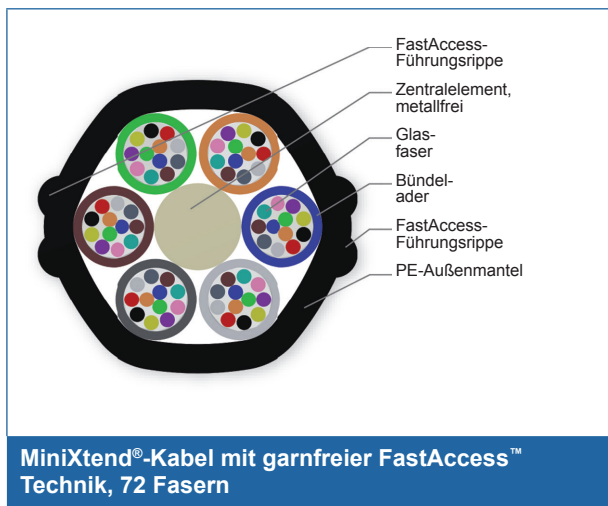 FastAccess-
Führungsrippe
Zentralelement,
metallfrei
Glas-
faser
Bündel-
ader
FastAccess-
Führungsrippe
PE-Außenmantel
MiniXtend®-Kabel mit garnfreier FastAccess™
Technik, 72 Fasern